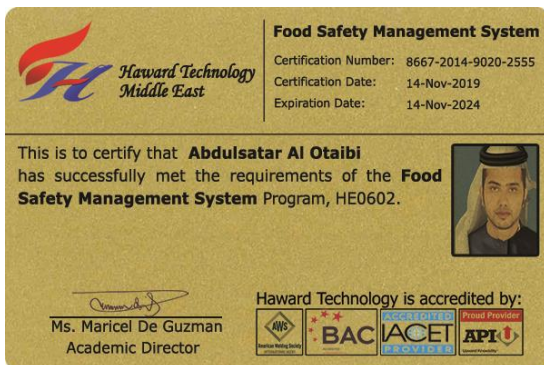 Haward Technology
Middle East
Food Safety Management System
Certification Number: 8667-2014-9020-2555
Certification Date: 14-Nov-2019
Expiration Date: 14-Nov-2024
This is to certify that Abdulsatar Al Otaibi
has successfully met the requirements of the Food
Safety Management System Program, HE0602.
Ms. Maricel De Guzman
Academic Director
Haward Technology is accredited by:
AWS
American Welding Society
BAC
ACCREDITED
IACET
PROVIDER
Proud Provider
API